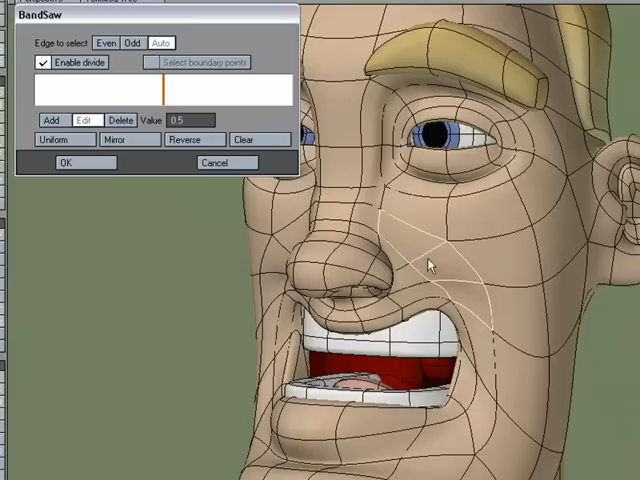 BandSaw
Edge to select Even Odd Auto
Enable divide Select boundary points
Add Edit Delete Value 0.5
Uniform Mirror Reverse Clear
OK Cancel